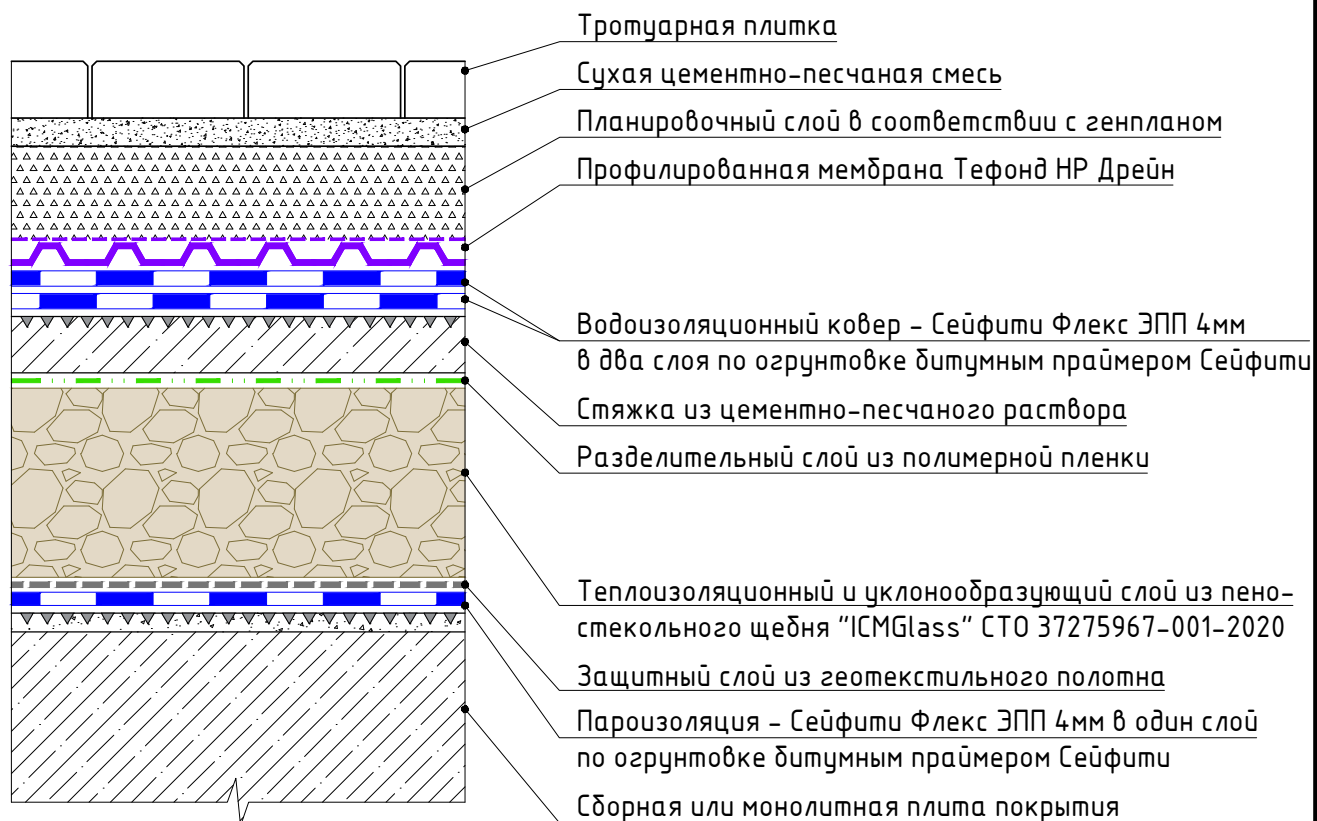 Тротуарная плитка
Сухая цементно-песчаная смесь
Планировочный слой в соответствии с генпланом
Профилированная мембрана Тефонд НР Дрейн
Водоизоляционный ковер - Сейфити Флекс ЭПП 4мм
в два слоя по огрунтовке битумным праймером Сейфити
Стяжка из цементно-песчаного раствора
Разделительный слой из полимерной пленки
Теплоизоляционный и уклонообразующий слой из пено-
стекольного щебня "ICMGlass" СТО 37275967-001-2020
Защитный слой из геотекстильного полотна
Пароизоляция - Сейфити Флекс ЭПП 4мм в один слой
по огрунтовке битумным праймером Сейфити
Сборная или монолитная плита покрытия